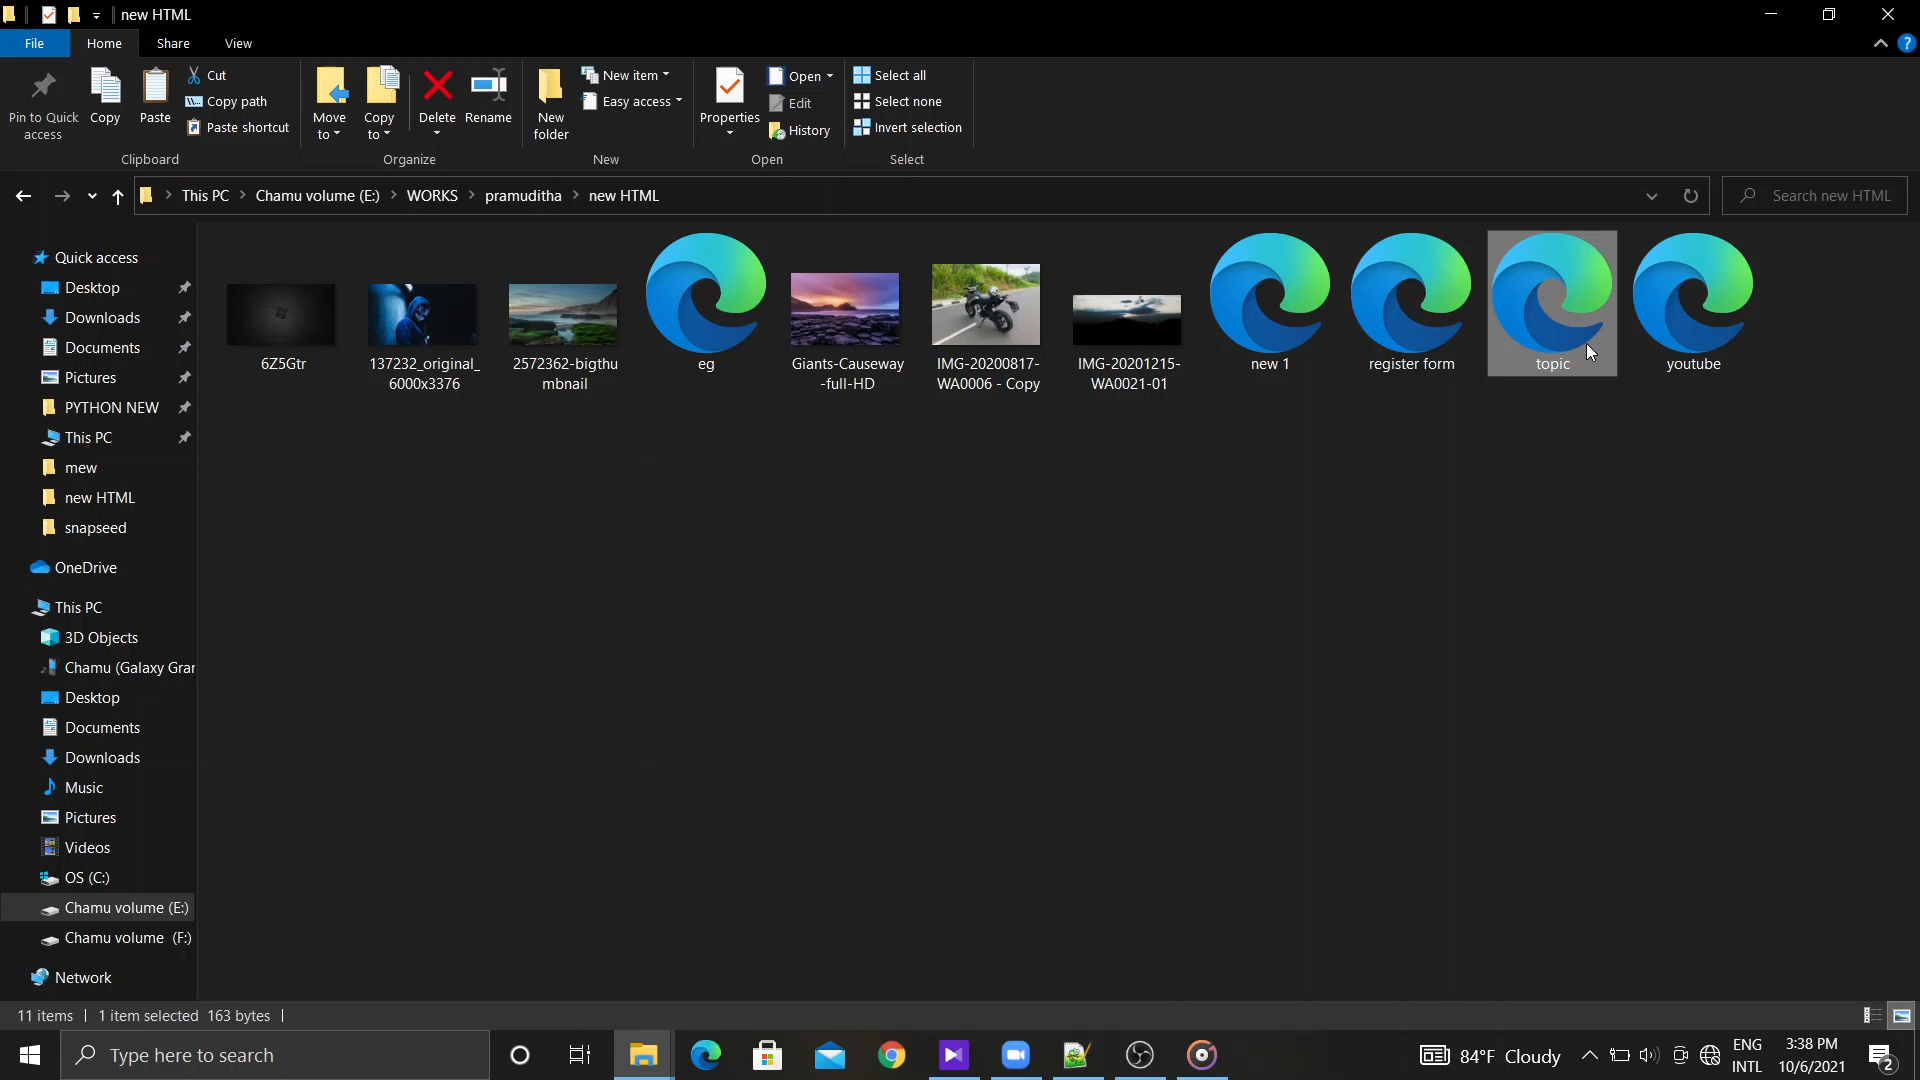 new HTML
File
Home
Share
View
Pin to Quick
access
Copy
Paste
Cut
Copy path
Paste shortcut
Clipboard
Move
to
Copy
to
Delete
Rename
Organize
New
folder
New item
Easy access
New
Properties
Open
Edit
History
Open
Select all
Select none
Invert selection
Select
This PC
Chamu volume (E:)
WORKS
pramuditha
new HTML
Search new HTML
Quick access
Desktop
Downloads
Documents
Pictures
PYTHON NEW
This PC
mew
new HTML
snapseed
OneDrive
This PC
3D Objects
Chamu (Galaxy Gran
Desktop
Documents
Downloads
Music
Pictures
Videos
OS (C:)
Chamu volume (E:)
Chamu volume (F:)
Network
6Z5Gtr
137232_original_
6000x3376
2572362-bigthu
mbnail
eg
Giants-Causeway
-full-HD
IMG-20200817-
WA0006 - Copy
IMG-20201215-
WA0021-01
new 1
register form
topic
youtube
11 items
1 item selected 163 bytes
Type here to search
84°F Cloudy
ENG
INTL
3:38 PM
10/6/2021
2